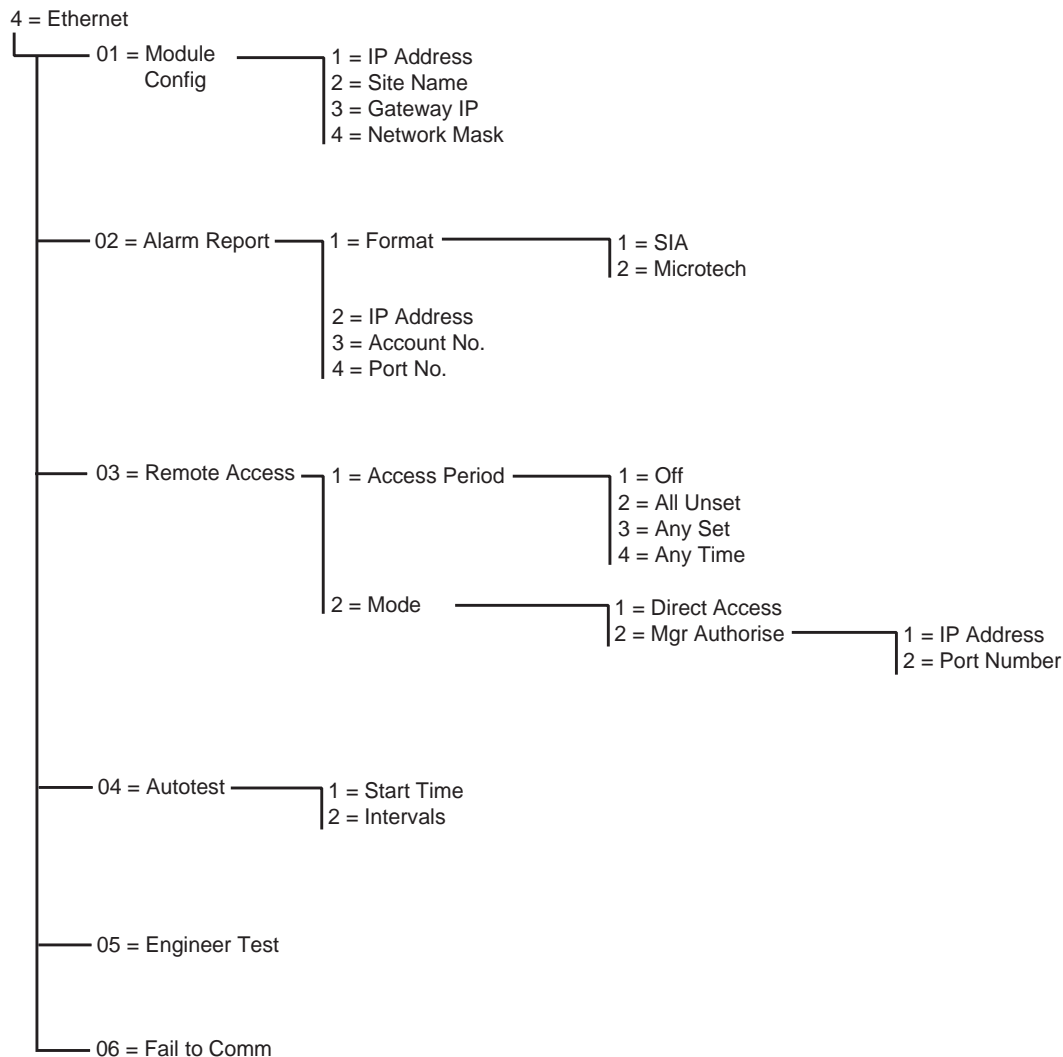 4 = Ethernet
01 = Module
Config
1 = IP Address
2 = Site Name
3 = Gateway IP
4 = Network Mask
02 = Alarm Report
1 = Format
1 = SIA
2 = Microtech
2 = IP Address
3 = Account No.
4 = Port No.
03 = Remote Access
1 = Access Period
1 = Off
2 = All Unset
3 = Any Set
4 = Any Time
2 = Mode
1 = Direct Access
2 = Mgr Authorise
1 = IP Address
2 = Port Number
04 = Autotest
1 = Start Time
2 = Intervals
05 = Engineer Test
06 = Fail to Comm